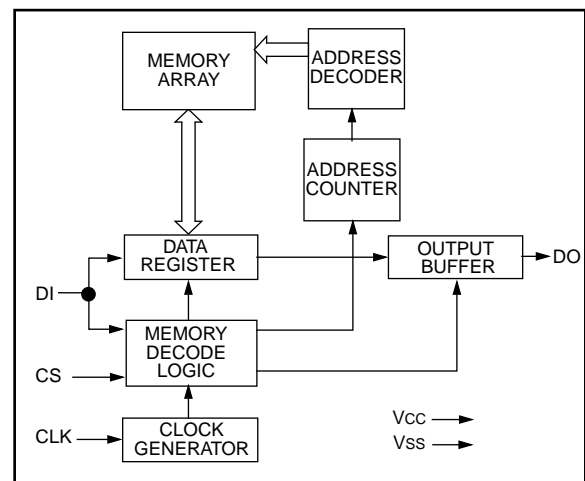 MEMORY
ARRAY
ADDRESS
DECODER
ADDRESS
COUNTER
DATA
REGISTER
OUTPUT
BUFFER
DO
DI
MEMORY
DECODE
LOGIC
CS
CLK
CLOCK
GENERATOR
VCC
VSS